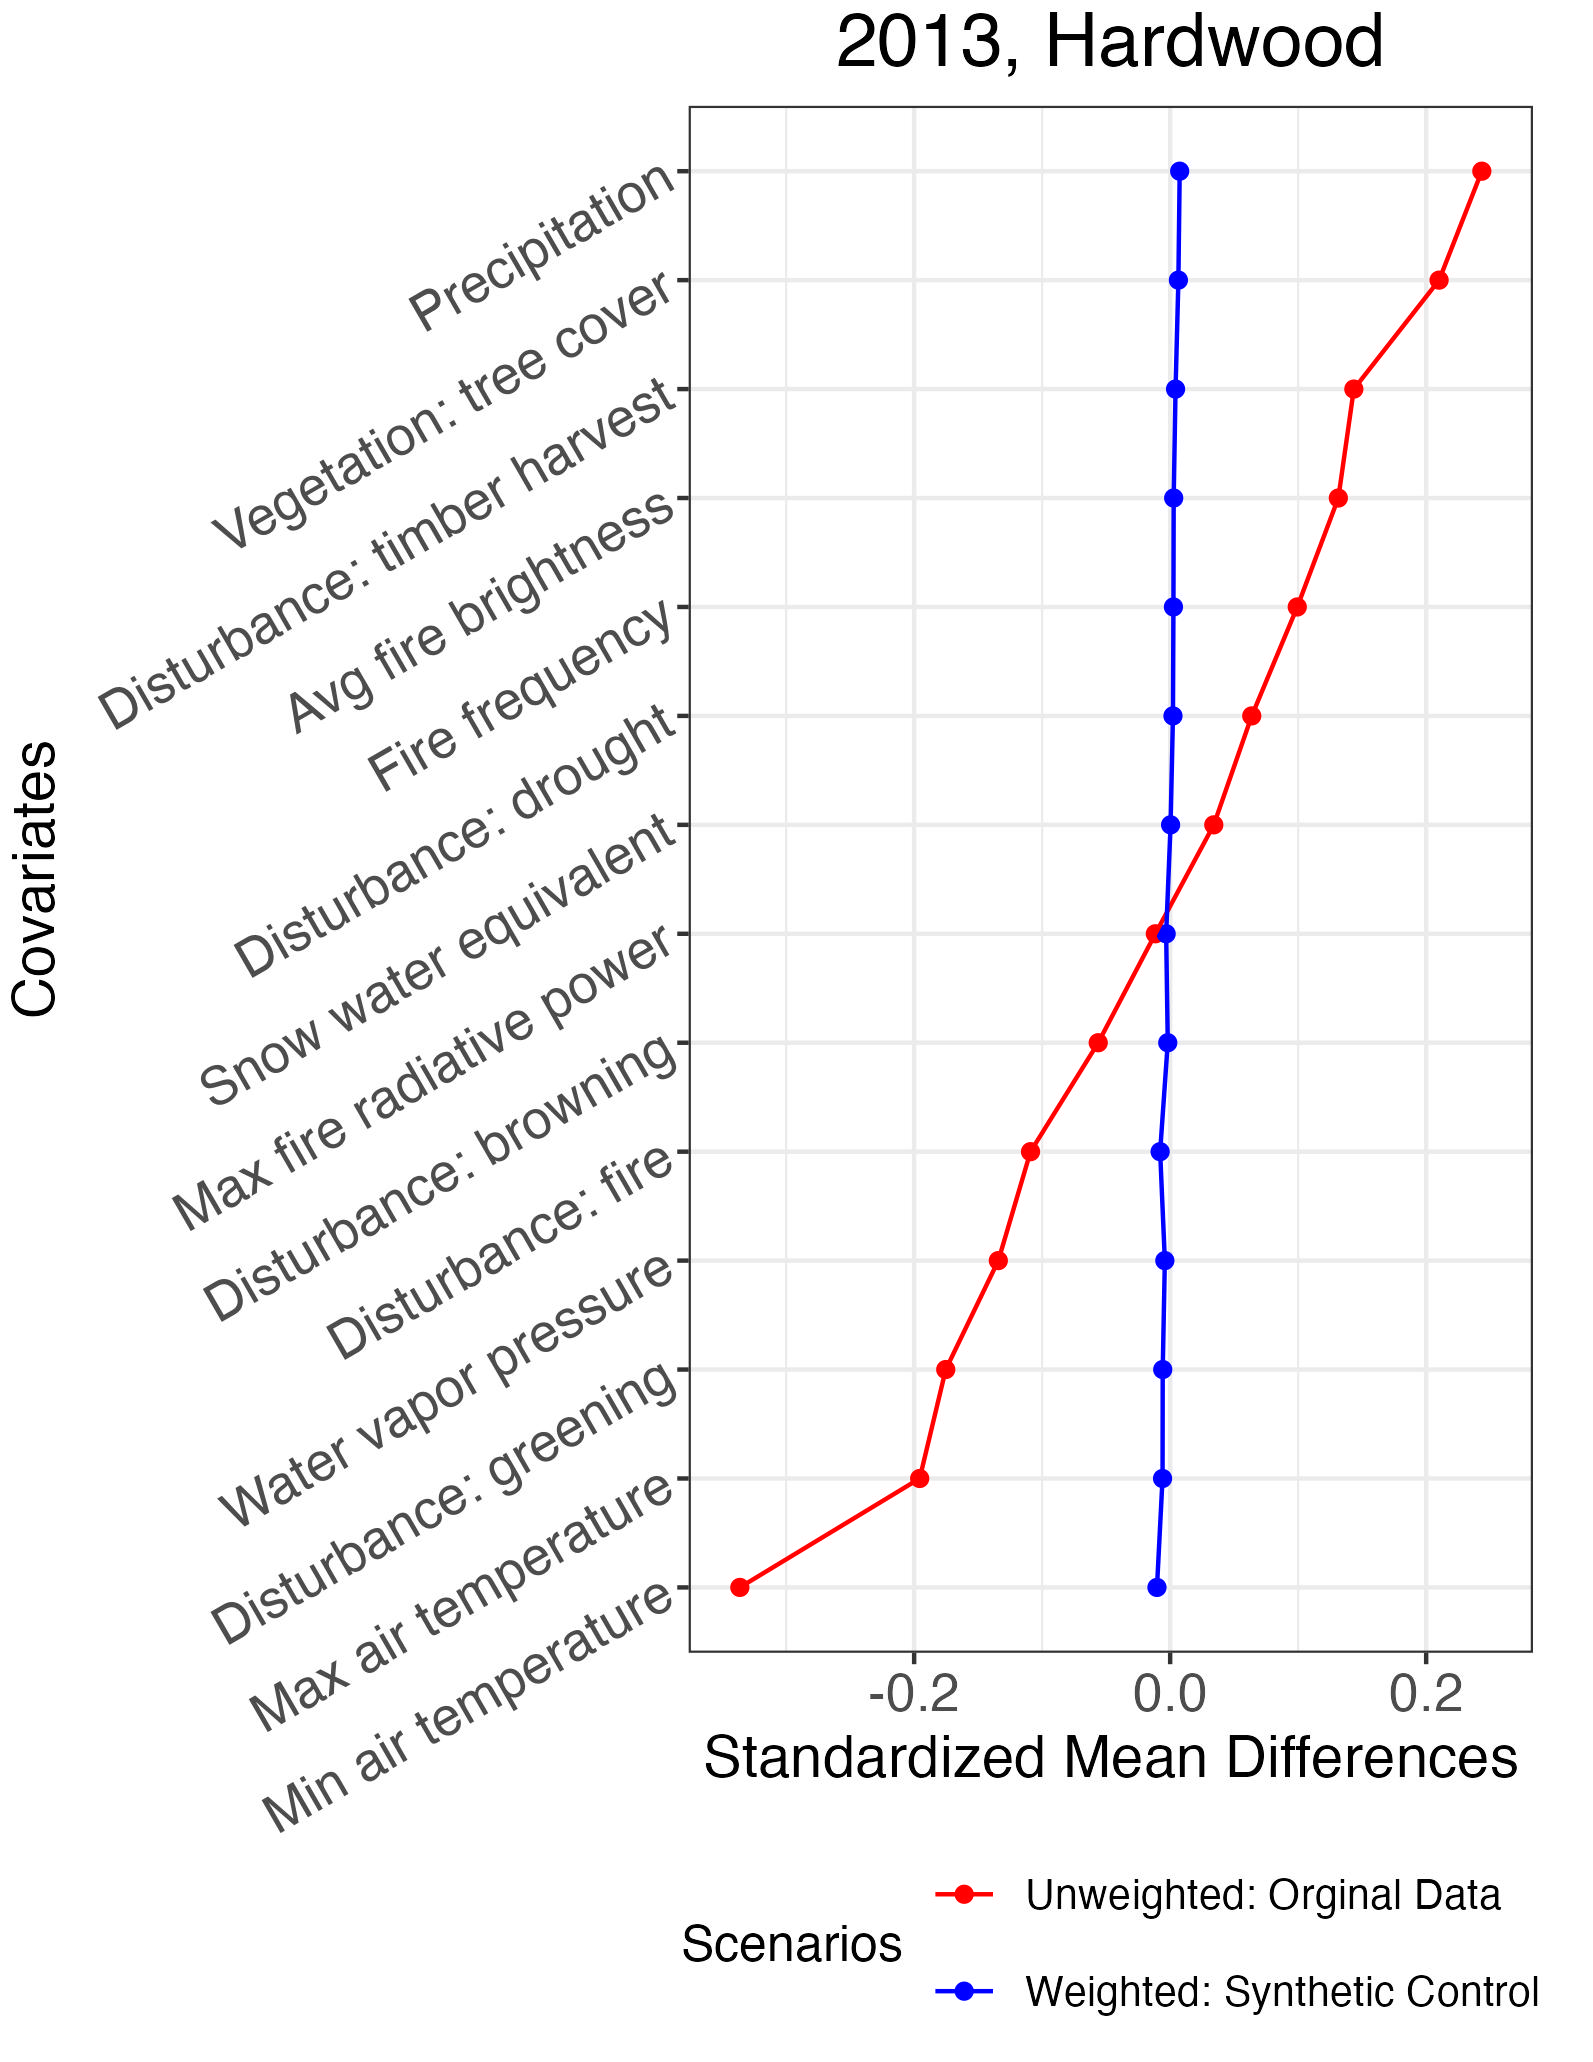 2013, Hardwood
Covariates
Precipitation
Vegetation: tree cover
Disturbance: timber harvest
Avg fire brightness
Fire frequency
Disturbance: drought
Snow water equivalent
Max fire radiative power
Disturbance: browning
Disturbance: fire
Water vapor pressure
Disturbance: greening
Max air temperature
Min air temperature
-0.2 0.0 0.2
Standardized Mean Differences
Scenarios
Unweighted: Orginal Data
Weighted: Synthetic Control